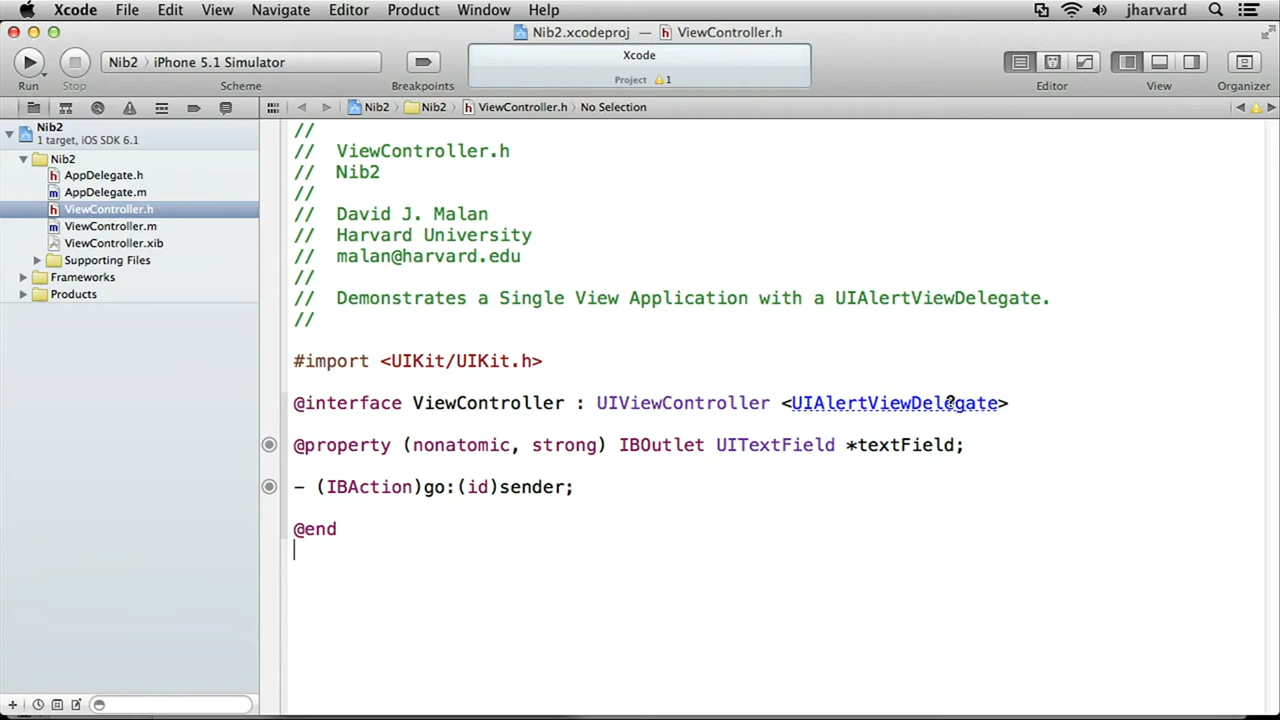 Xcode File Edit View Navigate Editor Product Window Help jharvard
Nib2.xcodeproj — ViewController.h
Nib2 iPhone 5.1 Simulator
Xcode
Project 1
Run Stop Scheme Breakpoints Editor View Organizer
Nib2 Nib2 ViewController.h No Selection
Nib2
1 target, iOS SDK 6.1
Nib2
AppDelegate.h
AppDelegate.m
ViewController.h
ViewController.m
ViewController.xib
Supporting Files
Frameworks
Products
//
// ViewController.h
// Nib2
//
// David J. Malan
// Harvard University
// malan@harvard.edu
//
// Demonstrates a Single View Application with a UIAlertViewDelegate.
//
#import <UIKit/UIKit.h>
@interface ViewController : UIViewController <UIAlertViewDelegate>
@property (nonatomic, strong) IBOutlet UITextField *textField;
- (IBAction)go:(id)sender;
@end